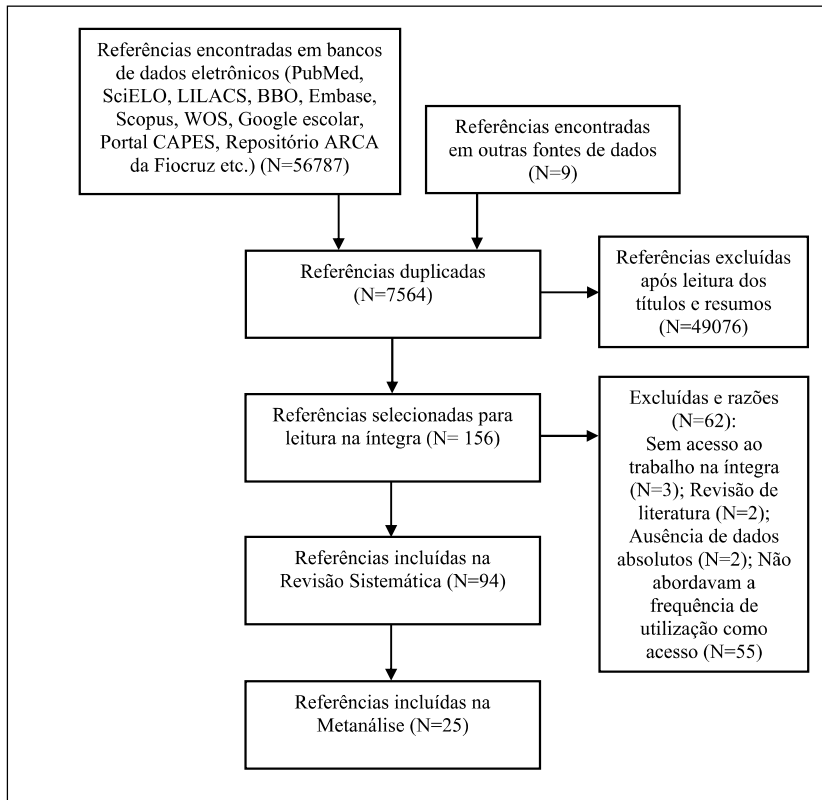 Referências encontradas em bancos
de dados eletrônicos (PubMed,
SciELO, LILACS, BBO, Embase,
Scopus, WOS, Google escolar,
Portal CAPES, Repositório ARCA
da Fiocruz etc.) (N=56787)
Referências encontradas
em outras fontes de dados
(N=9)
Referências duplicadas
(N=7564)
Referências excluídas
após leitura dos
títulos e resumos
(N=49076)
Referências selecionadas para
leitura na íntegra (N= 156)
Excluídas e razões
(N=62):
Sem acesso ao
trabalho na íntegra
(N=3); Revisão de
literatura (N=2);
Ausência de dados
absolutos (N=2); Não
abordavam a
frequência de
utilização como
acesso (N=55)
Referências incluídas na
Revisão Sistemática (N=94)
Referências incluídas na
Metanálise (N=25)